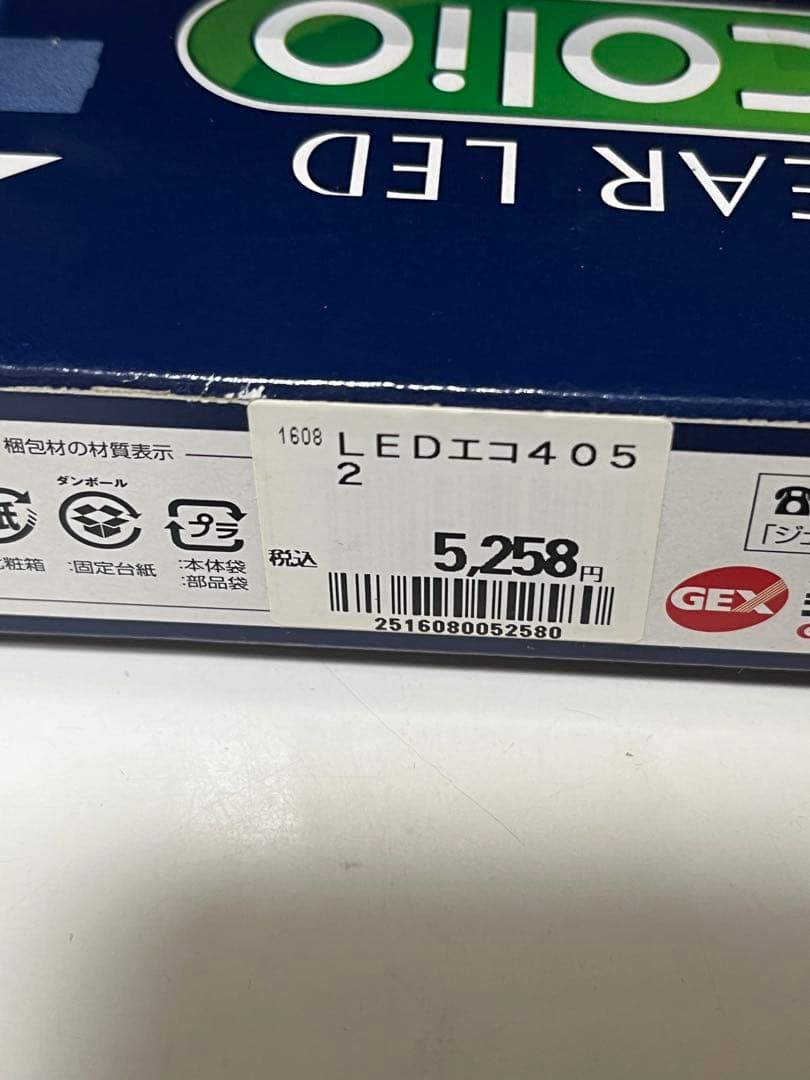 colio
EAR LED
梱包材の材質表示
ダンボール
紙
プラ
粧箱
:固定台紙
:本体袋
:部品袋
1608
LEDエコ405
2
税込
5,258円
2516080052580
GEX
「ジェ